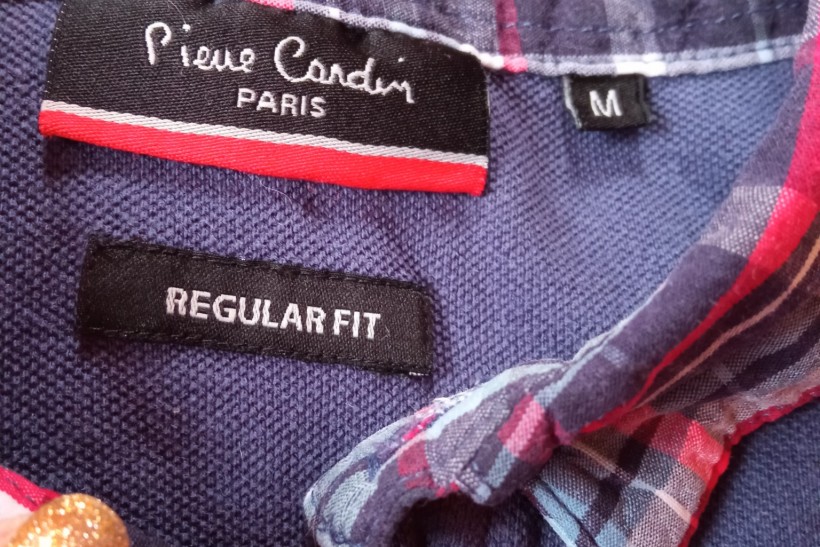 Pierre Cardin
PARIS
M
REGULAR FIT